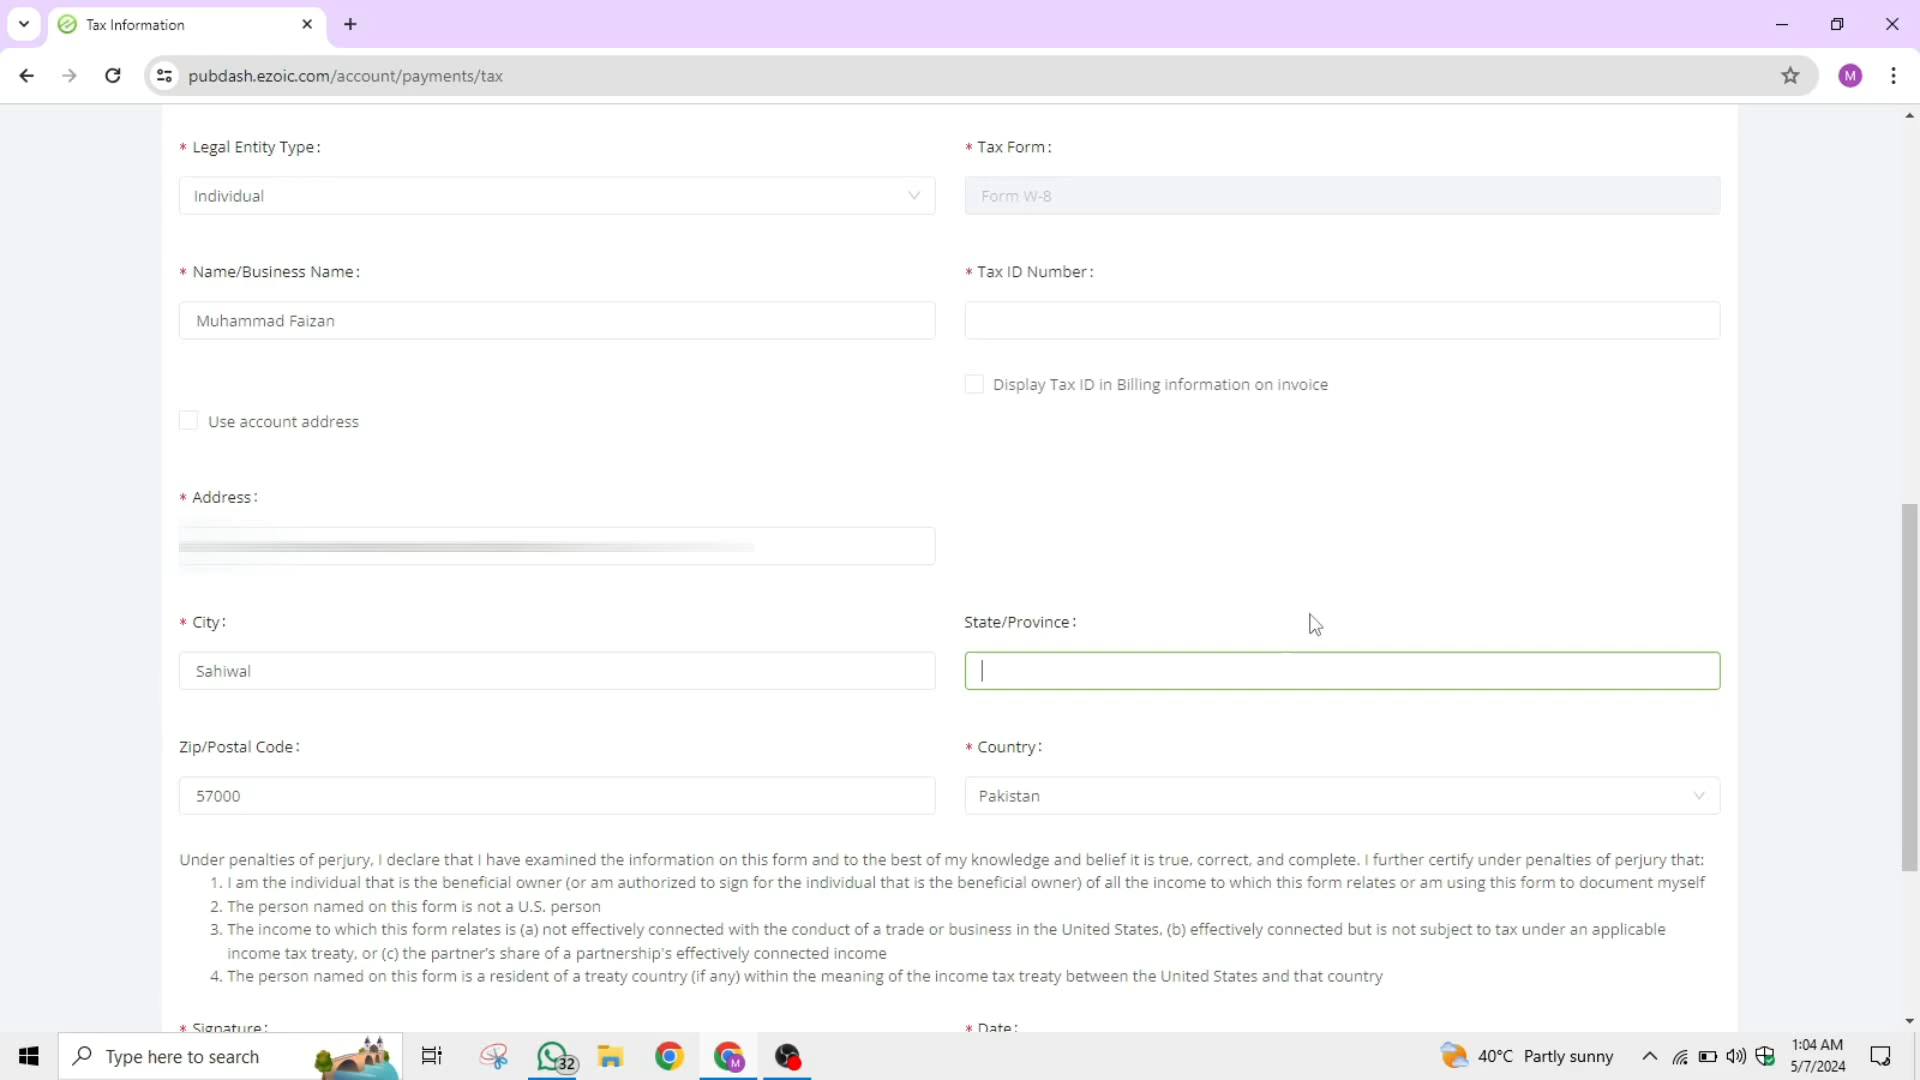 Tax Information
pubdash.ezoic.com/account/payments/tax
M
* Legal Entity Type:
* Tax Form:
Individual
Form W-8
* Name/Business Name:
* Tax ID Number:
Muhammad Faizan
Display Tax ID in Billing information on invoice
Use account address
* Address:
* City:
State/Province:
Sahiwal
Zip/Postal Code:
* Country:
57000
Pakistan
Under penalties of perjury, I declare that I have examined the information on this form and to the best of my knowledge and belief it is true, correct, and complete. I further certify under penalties of perjury that:
1. I am the individual that is the beneficial owner (or am authorized to sign for the individual that is the beneficial owner) of all the income to which this form relates or am using this form to document myself
2. The person named on this form is not a U.S. person
3. The income to which this form relates is (a) not effectively connected with the conduct of a trade or business in the United States, (b) effectively connected but is not subject to tax under an applicable
income tax treaty, or (c) the partner's share of a partnership's effectively connected income
4. The person named on this form is a resident of a treaty country (if any) within the meaning of the income tax treaty between the United States and that country
* Signature:
* Date:
Type here to search
32
M
40°C Partly sunny
1:04 AM
5/7/2024